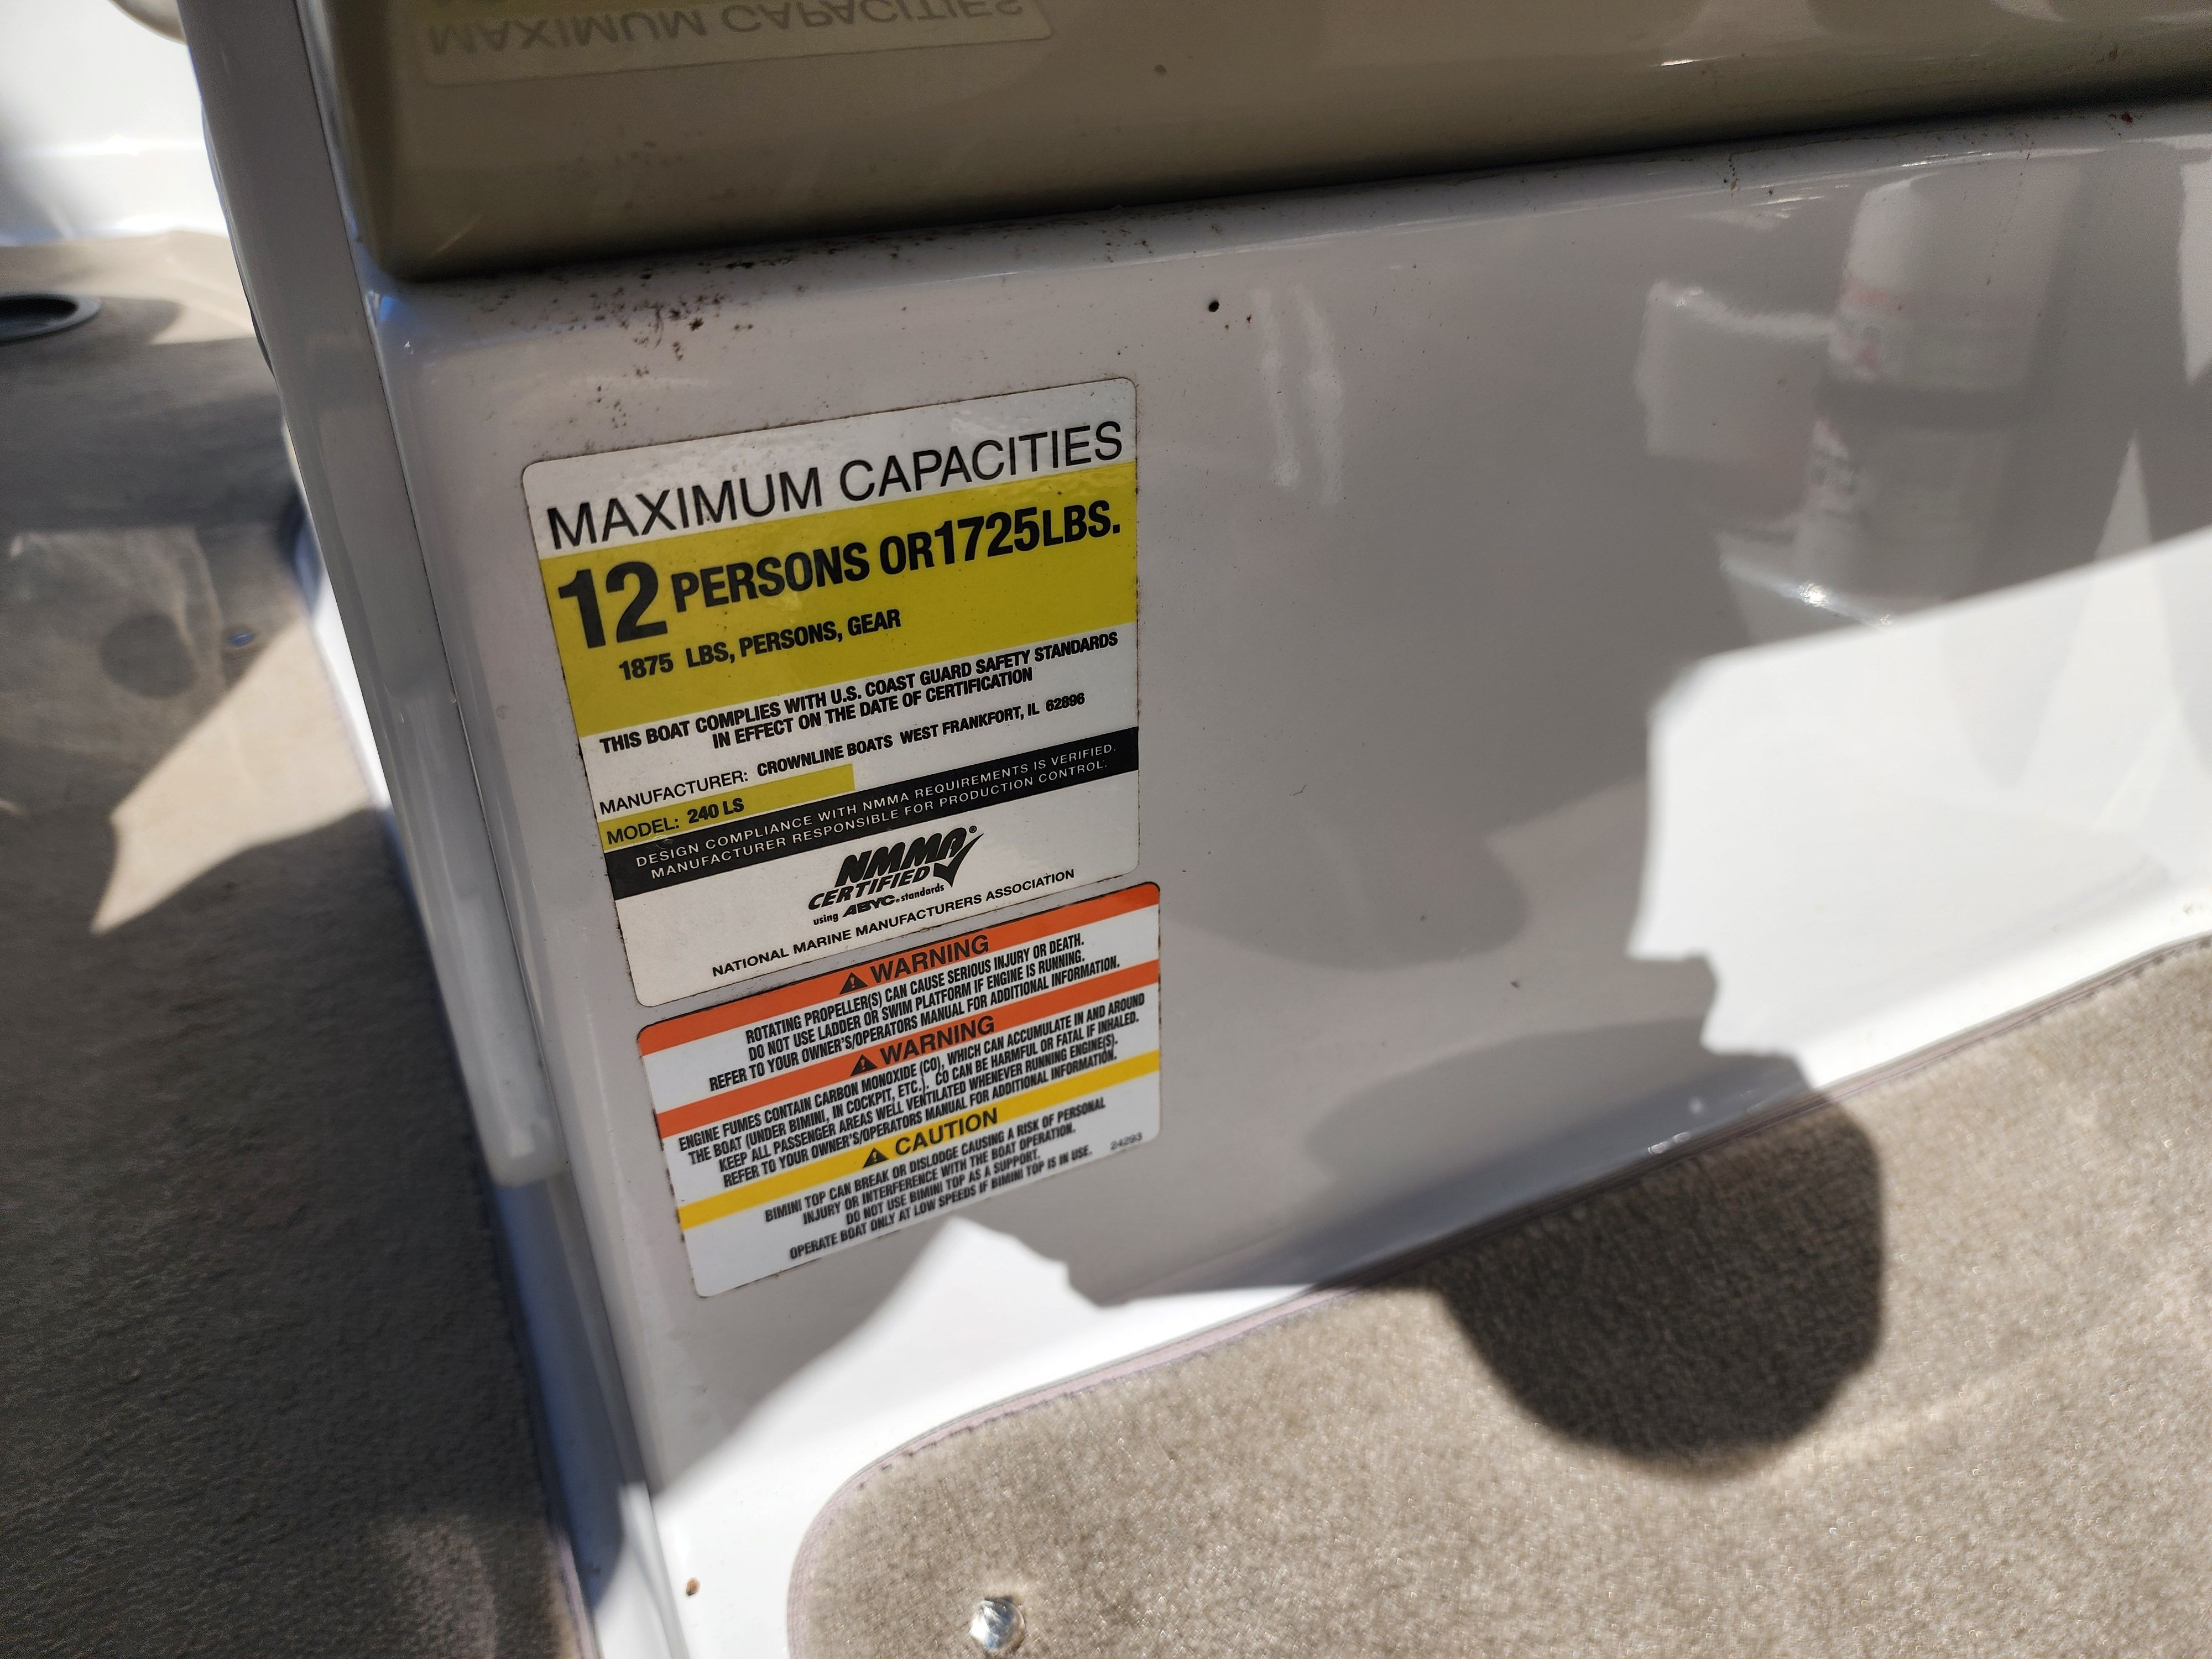 MAXIMUM CAPACITIES
MAXIMUM CAPACITIES
12 PERSONS OR 1725 LBS.
1875 LBS, PERSONS, GEAR
THIS BOAT COMPLIES WITH U.S. COAST GUARD SAFETY STANDARDS
IN EFFECT ON THE DATE OF CERTIFICATION
MANUFACTURER: CROWNLINE BOATS WEST FRANKFORT, IL 62896
MODEL: 240 LS
DESIGN COMPLIANCE WITH NMMA REQUIREMENTS IS VERIFIED.
MANUFACTURER RESPONSIBLE FOR PRODUCTION CONTROL.
NMMA®
CERTIFIED
using ABYC® standards
NATIONAL MARINE MANUFACTURERS ASSOCIATION
WARNING
ROTATING PROPELLER(S) CAN CAUSE SERIOUS INJURY OR DEATH.
DO NOT USE LADDER OR SWIM PLATFORM IF ENGINE IS RUNNING.
REFER TO YOUR OWNER'S/OPERATORS MANUAL FOR ADDITIONAL INFORMATION.
WARNING
ENGINE FUMES CONTAIN CARBON MONOXIDE (CO), WHICH CAN ACCUMULATE IN AND AROUND
THE BOAT (UNDER BIMINI, IN COCKPIT, ETC.). CO CAN BE HARMFUL OR FATAL IF INHALED.
KEEP ALL PASSENGER AREAS WELL VENTILATED WHENEVER RUNNING ENGINE(S).
REFER TO YOUR OWNER'S/OPERATORS MANUAL FOR ADDITIONAL INFORMATION.
CAUTION
BIMINI TOP CAN BREAK OR DISLODGE CAUSING A RISK OF PERSONAL
INJURY OR INTERFERENCE WITH THE BOAT OPERATION.
DO NOT USE BIMINI TOP AS A SUPPORT.
OPERATE BOAT ONLY AT LOW SPEEDS IF BIMINI TOP IS IN USE.
24293